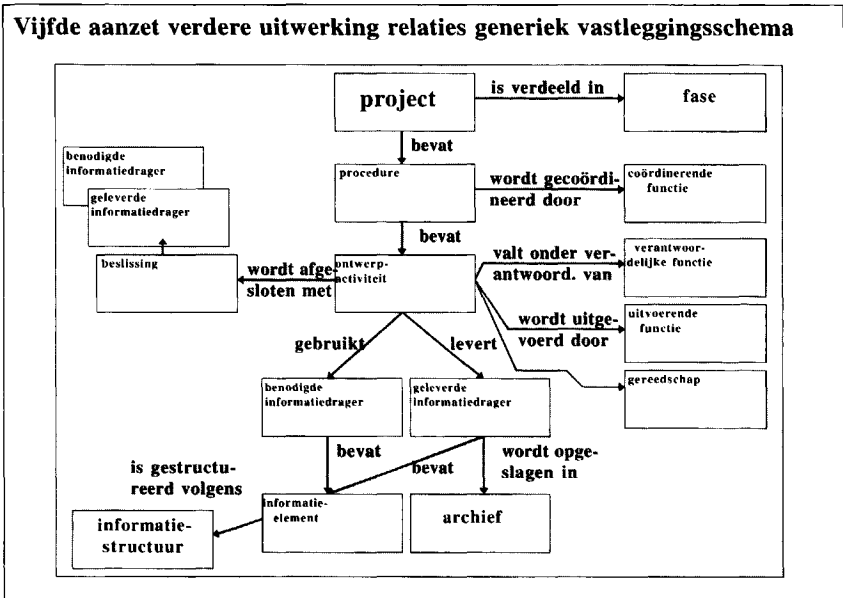 Vijfde aanzet verdere uitwerking relaties generiek vastleggingsschema
project
is verdeeld in
fase
bevat
benodigde
informatiedrager
geleverde
informatiedrager
procedure
wordt gecoördi-
neerd door
coördinerende
functie
bevat
beslissing
wordt afge-
sloten met
ontwerp-
activiteit
valt onder ver-
antwoord. van
verantwoor-
delijke functie
wordt uitge-
voerd door
uitvoerende
functie
gereedschap
gebruikt
levert
benodigde
informatiedrager
geleverde
informatiedrager
bevat
bevat
wordt opge-
slagen in
is gestructu-
reerd volgens
informatie-
element
archief
informatie-
structuur